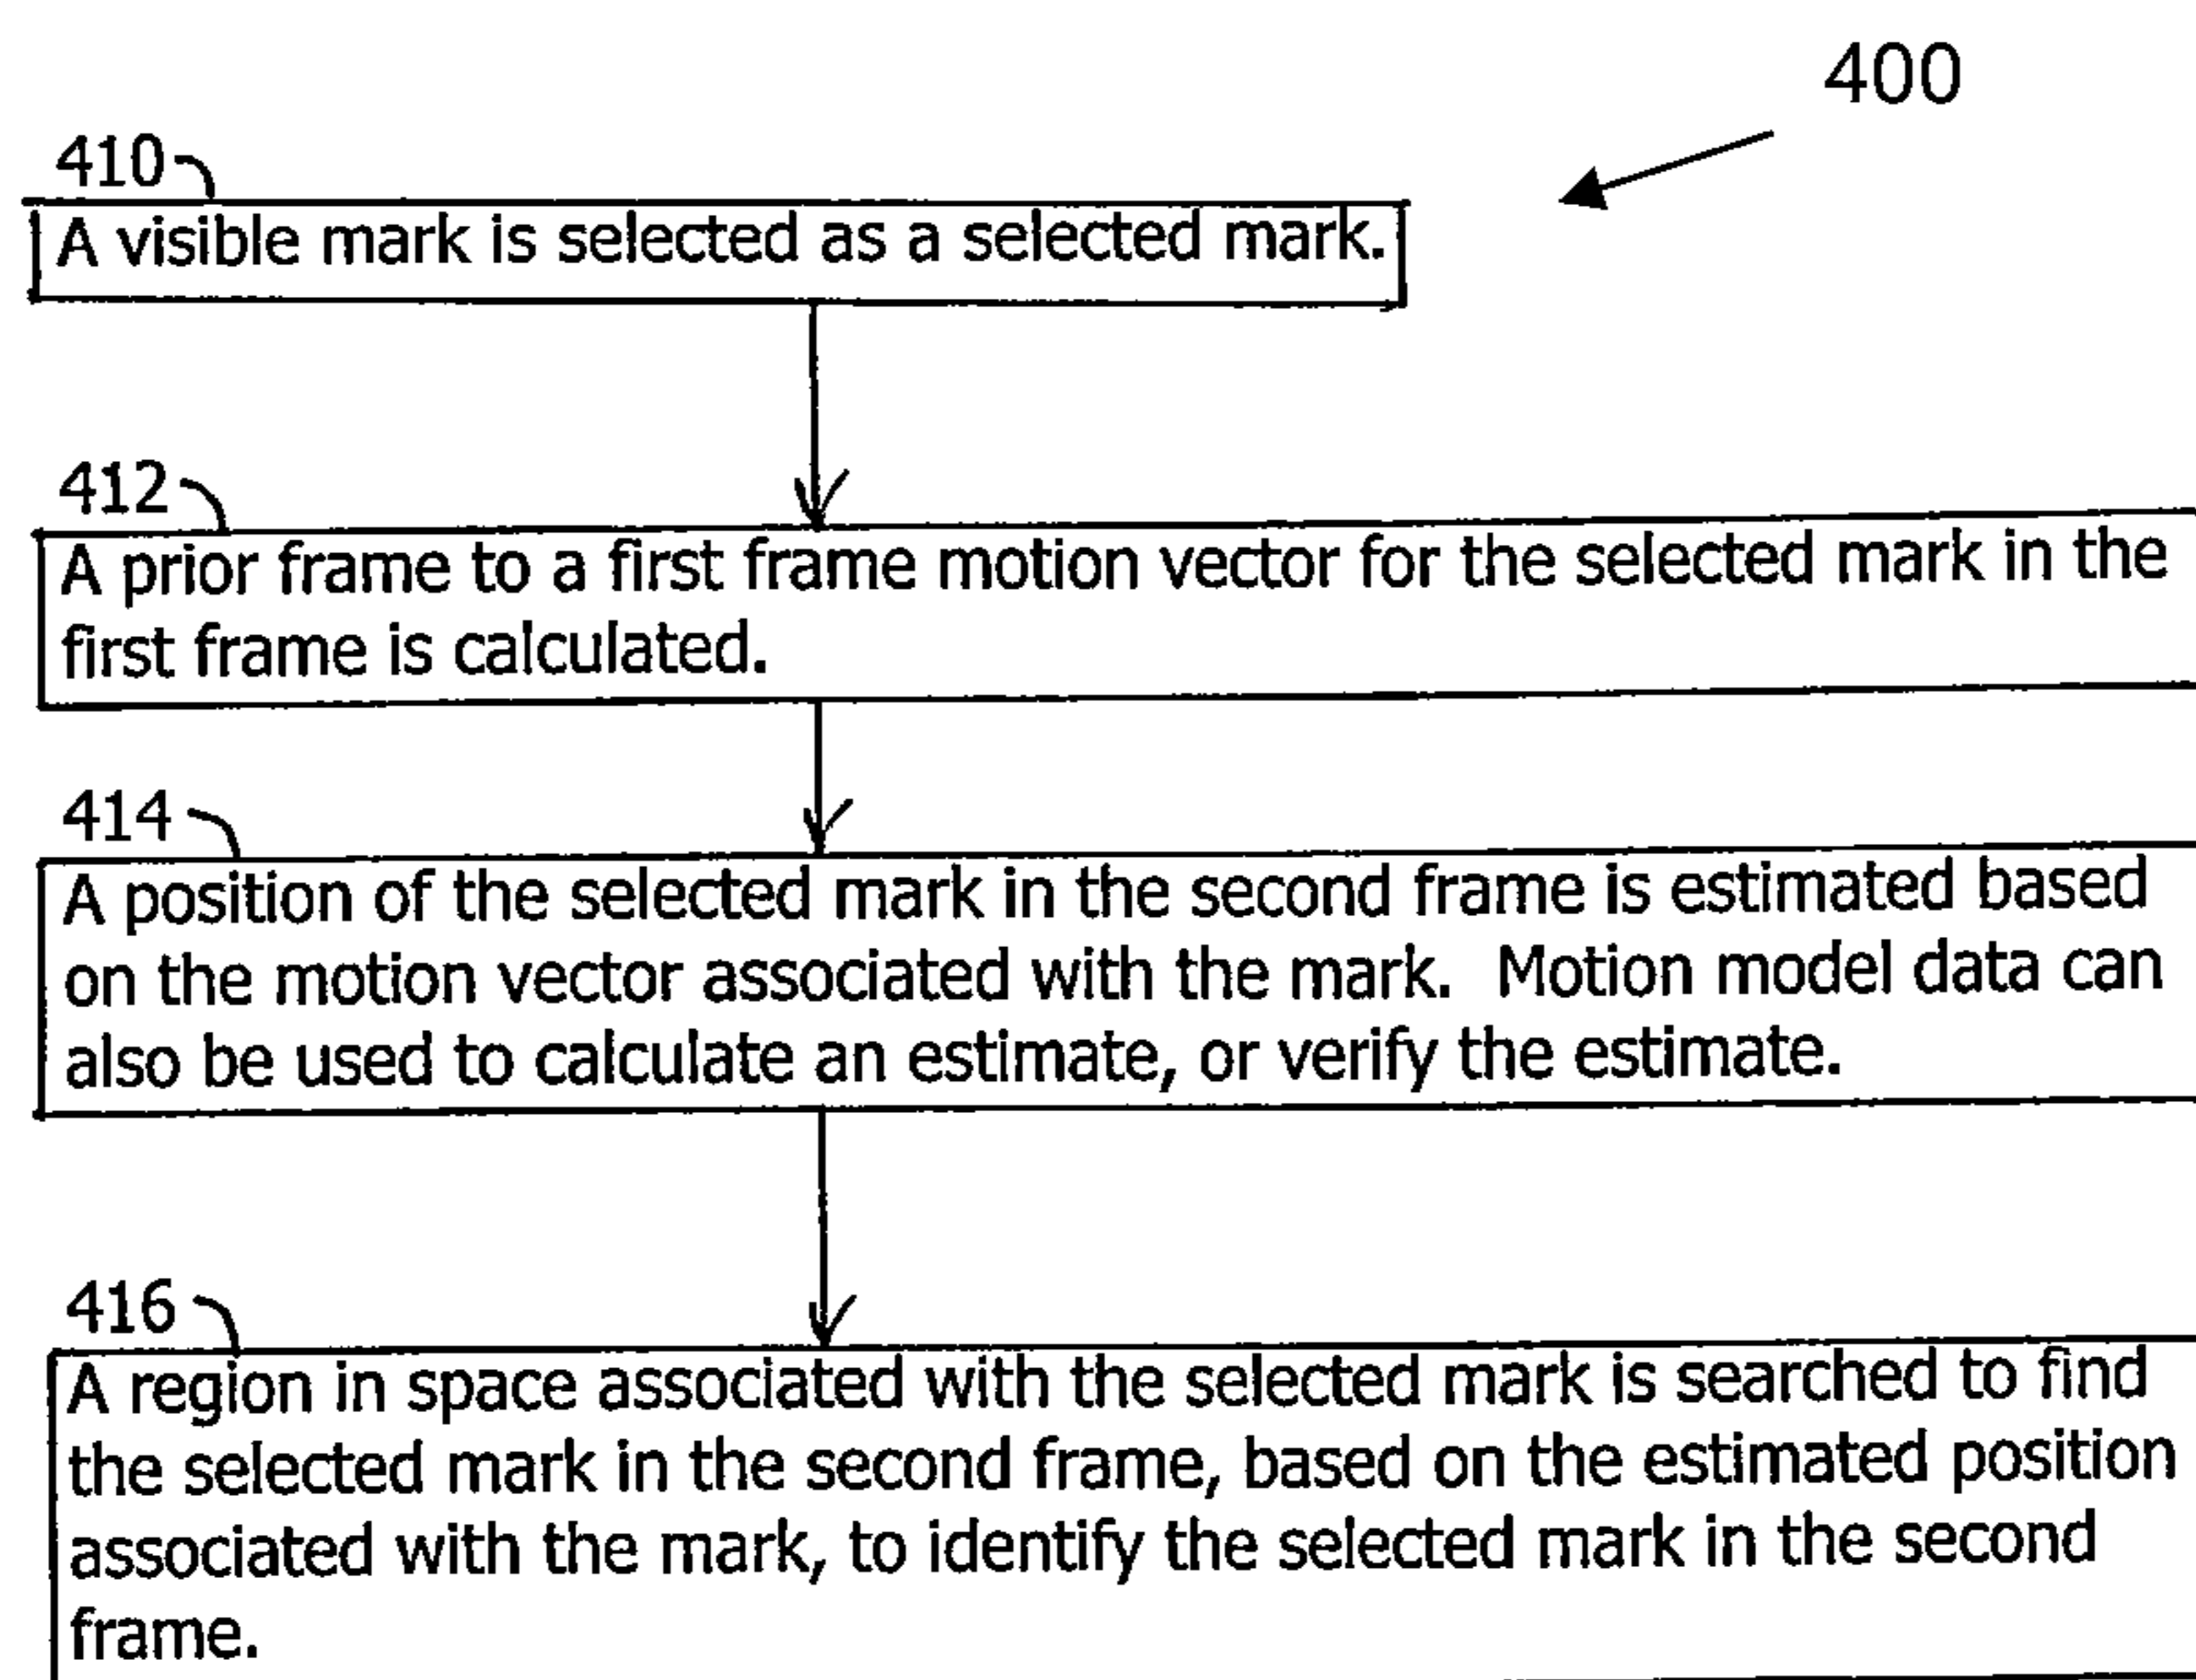 400
410
A visible mark is selected as a selected mark.
412
A prior frame to a first frame motion vector for the selected mark in the
first frame is calculated.
414
A position of the selected mark in the second frame is estimated based
on the motion vector associated with the mark. Motion model data can
also be used to calculate an estimate, or verify the estimate.
416
A region in space associated with the selected mark is searched to find
the selected mark in the second frame, based on the estimated position
associated with the mark, to identify the selected mark in the second
frame.